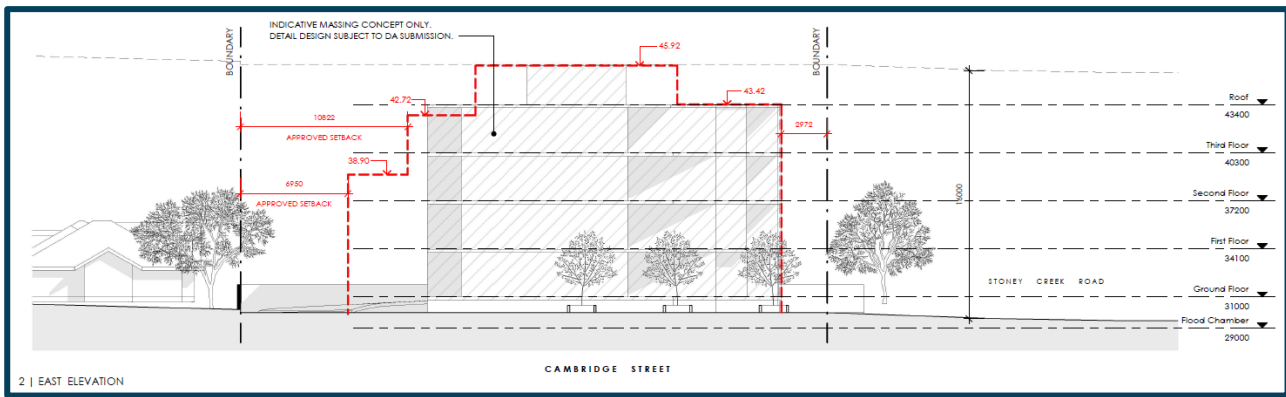 INDICATIVE MASSING CONCEPT ONLY.
DETAIL DESIGN SUBJECT TO DA SUBMISSION.
BOUNDARY
BOUNDARY
45.92
43.42
42.72
10822
APPROVED SETBACK
2972
38.90
6950
APPROVED SETBACK
16000
Roof
43400
Third Floor
40300
Second Floor
37200
First Floor
34100
STONEY CREEK ROAD
Ground Floor
31000
Flood Chamber
29000
CAMBRIDGE STREET
2 | EAST ELEVATION